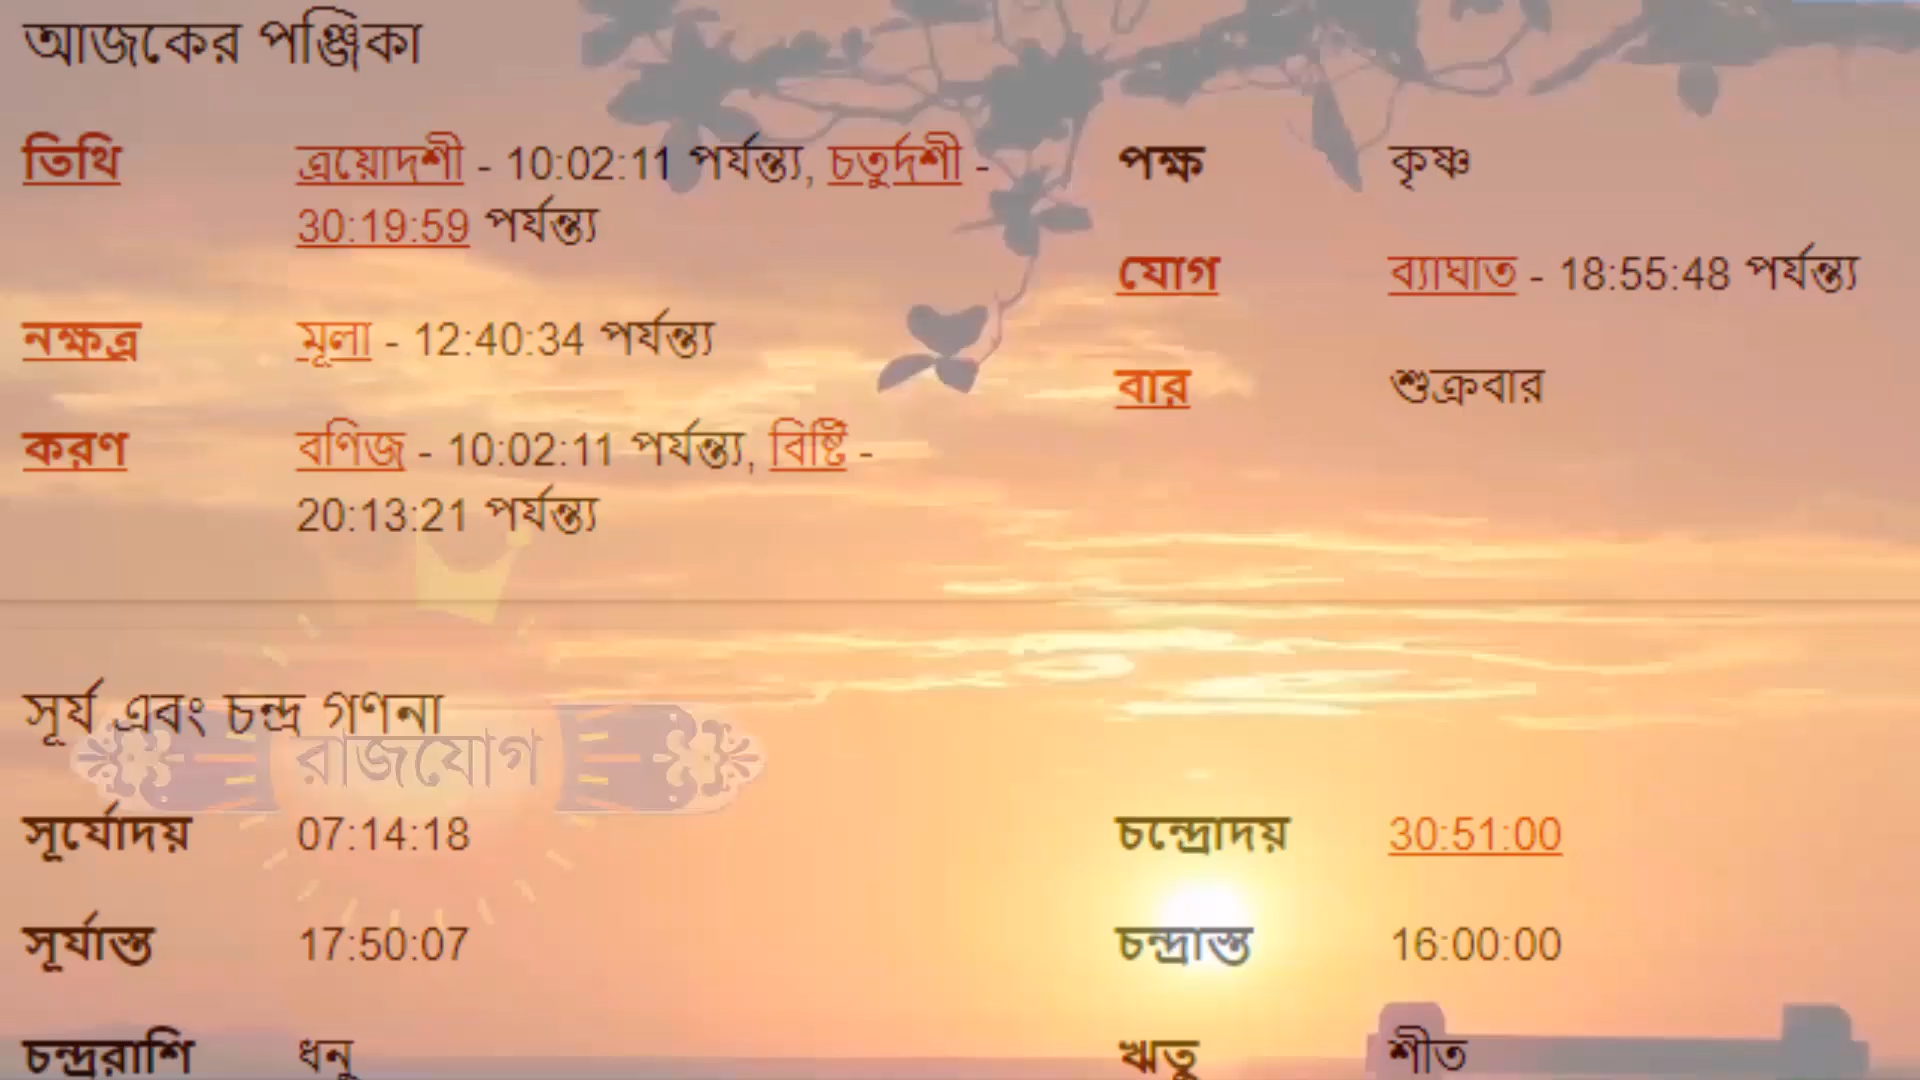 আজকের পঞ্জিকা
তিথি ত্রয়োদশী - 10:02:11 পর্যন্ত্য, চতুর্দশী -
30:19:59 পর্যন্ত্য
পক্ষ কৃষ্ণ
নক্ষত্র মূলা - 12:40:34 পর্যন্ত্য
যোগ ব্যাঘাত - 18:55:48 পর্যন্ত্য
করণ বণিজ - 10:02:11 পর্যন্ত্য, বিষ্টি -
20:13:21 পর্যন্ত্য
বার শুক্রবার
সূর্য এবং চন্দ্র গণনা
রাজযোগ
সূর্যোদয় 07:14:18
চন্দ্রোদয় 30:51:00
সূর্যাস্ত 17:50:07
চন্দ্রাস্ত 16:00:00
চন্দ্ররাশি ধনু
ঋতু শীত